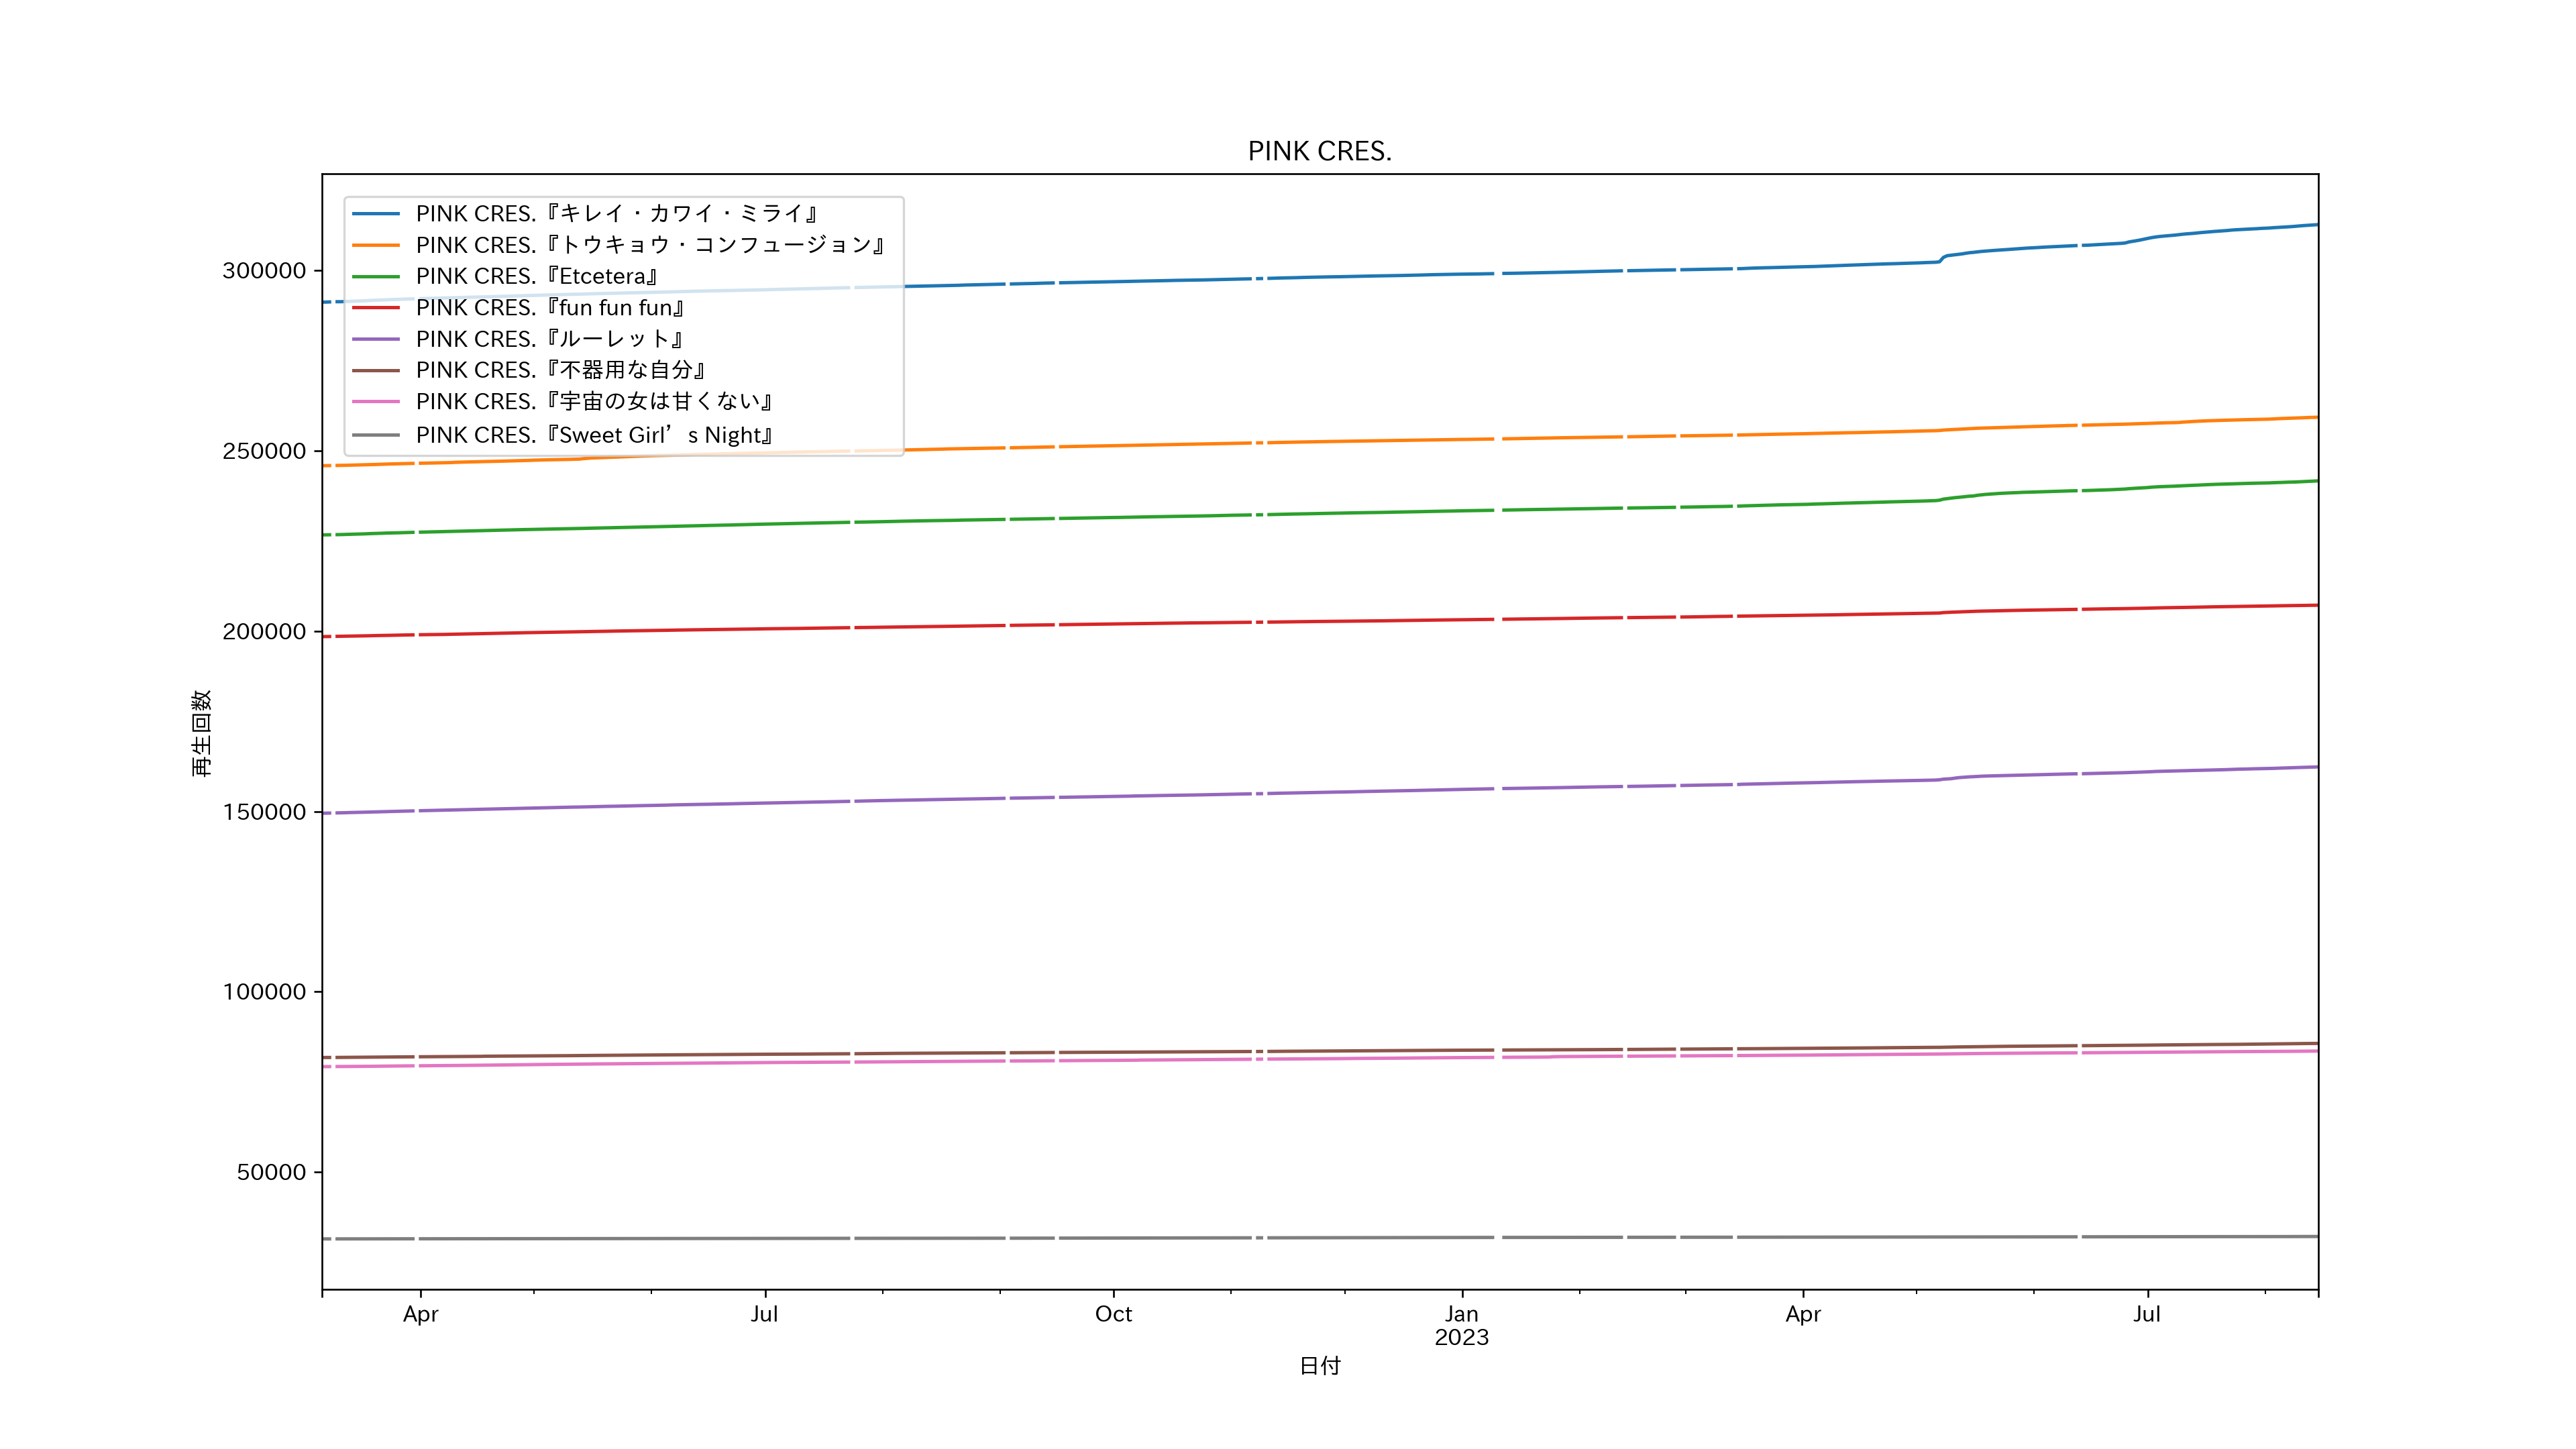 PINK CRES.
PINK CRES.『キレイ・カワイ・ミライ』
PINK CRES.『トウキョウ・コンフュージョン』
PINK CRES.『Etcetera』
PINK CRES.『fun fun fun』
PINK CRES.『ルーレット』
PINK CRES.『不器用な自分』
PINK CRES.『宇宙の女は甘くない』
PINK CRES.『Sweet Girl’s Night』
300000
250000
200000
150000
100000
50000
再生回数
Apr
Jul
Oct
Jan
2023
Apr
Jul
日付